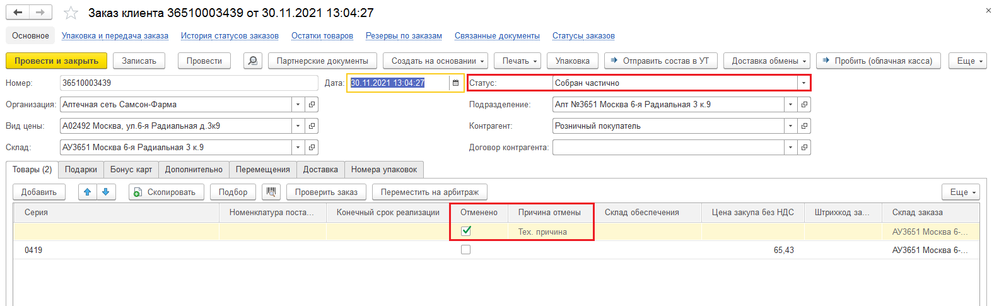 Заказ клиента 36510003439 от 30.11.2021 13:04:27
Основное Упаковка и передача заказа История статусов заказов Остатки товаров Резервы по заказам Связанные документы Статусы заказов
Провести и закрыть Записать Провести Партнерские документы Создать на основании Печать Упаковка Отправить состав в УТ Доставка обмены Пробить (облачная касса) Еще
Номер: 36510003439 Дата: 30.11.2021 13:04:27 Статус: Собран частично
Организация: Аптечная сеть Самсон-Фарма Подразделение: Апт №3651 Москва 6-я Радиальная 3 к.9
Вид цены: А02492 Москва, ул.6-я Радиальная д.3к9 Контрагент: Розничный покупатель
Склад: АУ3651 Москва 6-я Радиальная 3 к.9 Договор контрагента:
Товары (2) Подарки Бонус карт Дополнительно Перемещения Доставка Номера упаковок
Добавить Скопировать Подбор Проверить заказ Переместить на арбитраж Еще
Серия Номенклатура поста... Конечный срок реализации Отменено Причина отмены Склад обеспечения Цена закупа без НДС Штрихкод за... Склад заказа
Тех. причина АУ3651 Москва 6-...
0419 65,43 АУ3651 Москва 6-...